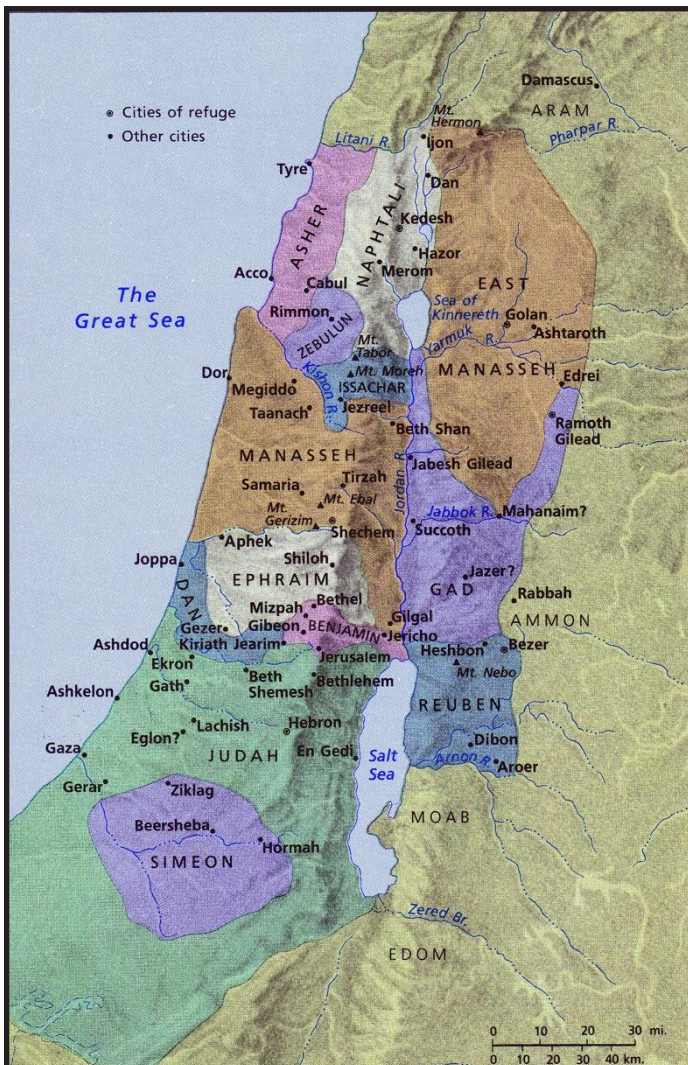 Damascus
Mt.
Hermon
ARAM
Cities of refuge
Other cities
Litani R.
Ijon
Pharpar R.
Tyre
Dan
ASHER
NAPHTALI
Kedesh
Hazor
Acco
Merom
EAST
Cabul
The
Great Sea
Rimmon
Sea of
Kinnereth
Golan
ZEBULUN
Yarmuk
R.
Ashtaroth
Mt.
Tabor
Dor
Megiddo
Kishon R.
Mt. Moreh
ISSACHAR
MANASSEH
Edrei
Taanach
Jezreel
Beth Shan
Ramoth
Gilead
MANASSEH
Jordan R.
Jabesh Gilead
Samaria
Tirzah
Mt. Ebal
Mt.
Gerizim
Jabbok R.
Mahanaim?
Shechem
Succoth
Aphek
Joppa
Shiloh
EPHRAIM
Jazer?
DAN
GAD
Rabbah
Bethel
Mizpah
AMMON
Gezer
Gibeon
BENJAMIN
Gilgal
Jericho
Ashdod
Kiriath
Jearim
Heshbon
Bezer
Ekron
Jerusalem
Mt. Nebo
Gath
Beth
Shemesh
Bethlehem
Ashkelon
REUBEN
Lachish
Hebron
Eglon?
Dibon
Gaza
JUDAH
En Gedi
Salt
Sea
Arnon R.
Aroer
Gerar
Ziklag
MOAB
Beersheba
Hormah
SIMEON
Zered Br.
EDOM
0 10 20 30 mi.
0 10 20 30 40 km.